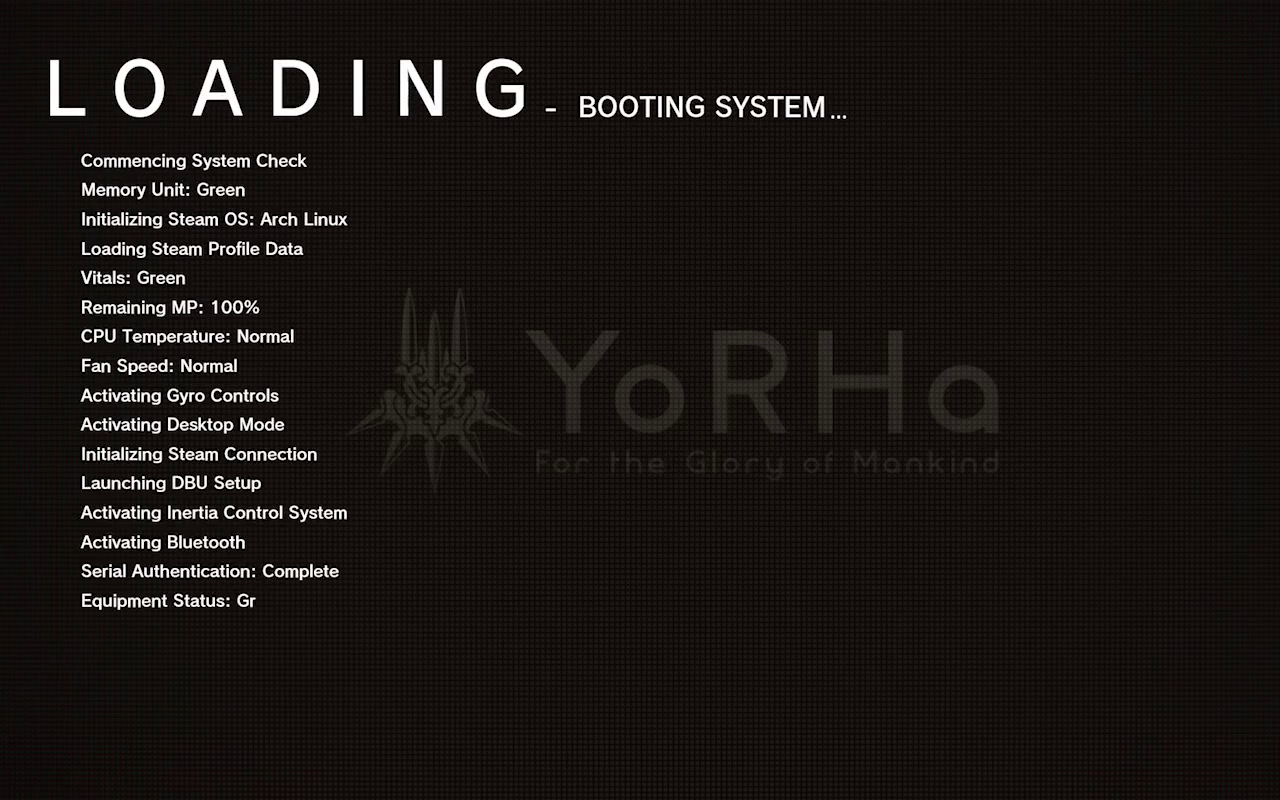 LOADING - BOOTING SYSTEM...
Commencing System Check
Memory Unit: Green
Initializing Steam OS: Arch Linux
Loading Steam Profile Data
Vitals: Green
Remaining MP: 100%
CPU Temperature: Normal
Fan Speed: Normal
Activating Gyro Controls
Activating Desktop Mode
Initializing Steam Connection
Launching DBU Setup
Activating Inertia Control System
Activating Bluetooth
Serial Authentication: Complete
Equipment Status: Gr
YoRHa
For the Glory of Mankind